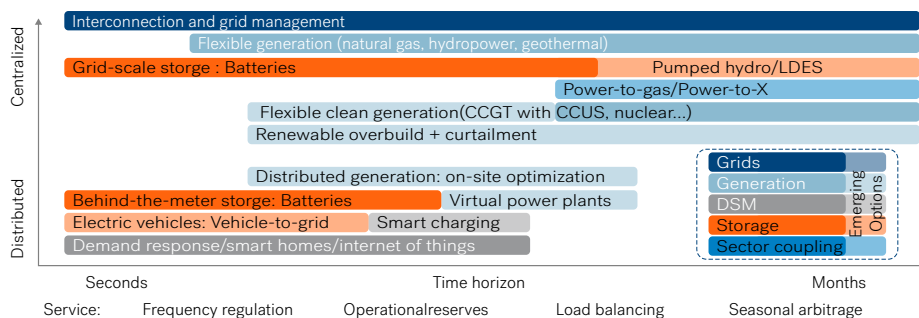 Centralized
Interconnection and grid management
Flexible generation (natural gas, hydropower, geothermal)
Grid-scale storge : Batteries
Pumped hydro/LDES
Power-to-gas/Power-to-X
Flexible clean generation(CCGT with CCUS, nuclear...)
Renewable overbuild + curtailment
Distributed
Distributed generation: on-site optimization
Behind-the-meter storge: Batteries
Virtual power plants
Electric vehicles: Vehicle-to-grid
Smart charging
Demand response/smart homes/internet of things
Grids
Generation
DSM
Storage
Sector coupling
Emerging
Options
Seconds
Time horizon
Months
Service:
Frequency regulation
Operationalreserves
Load balancing
Seasonal arbitrage